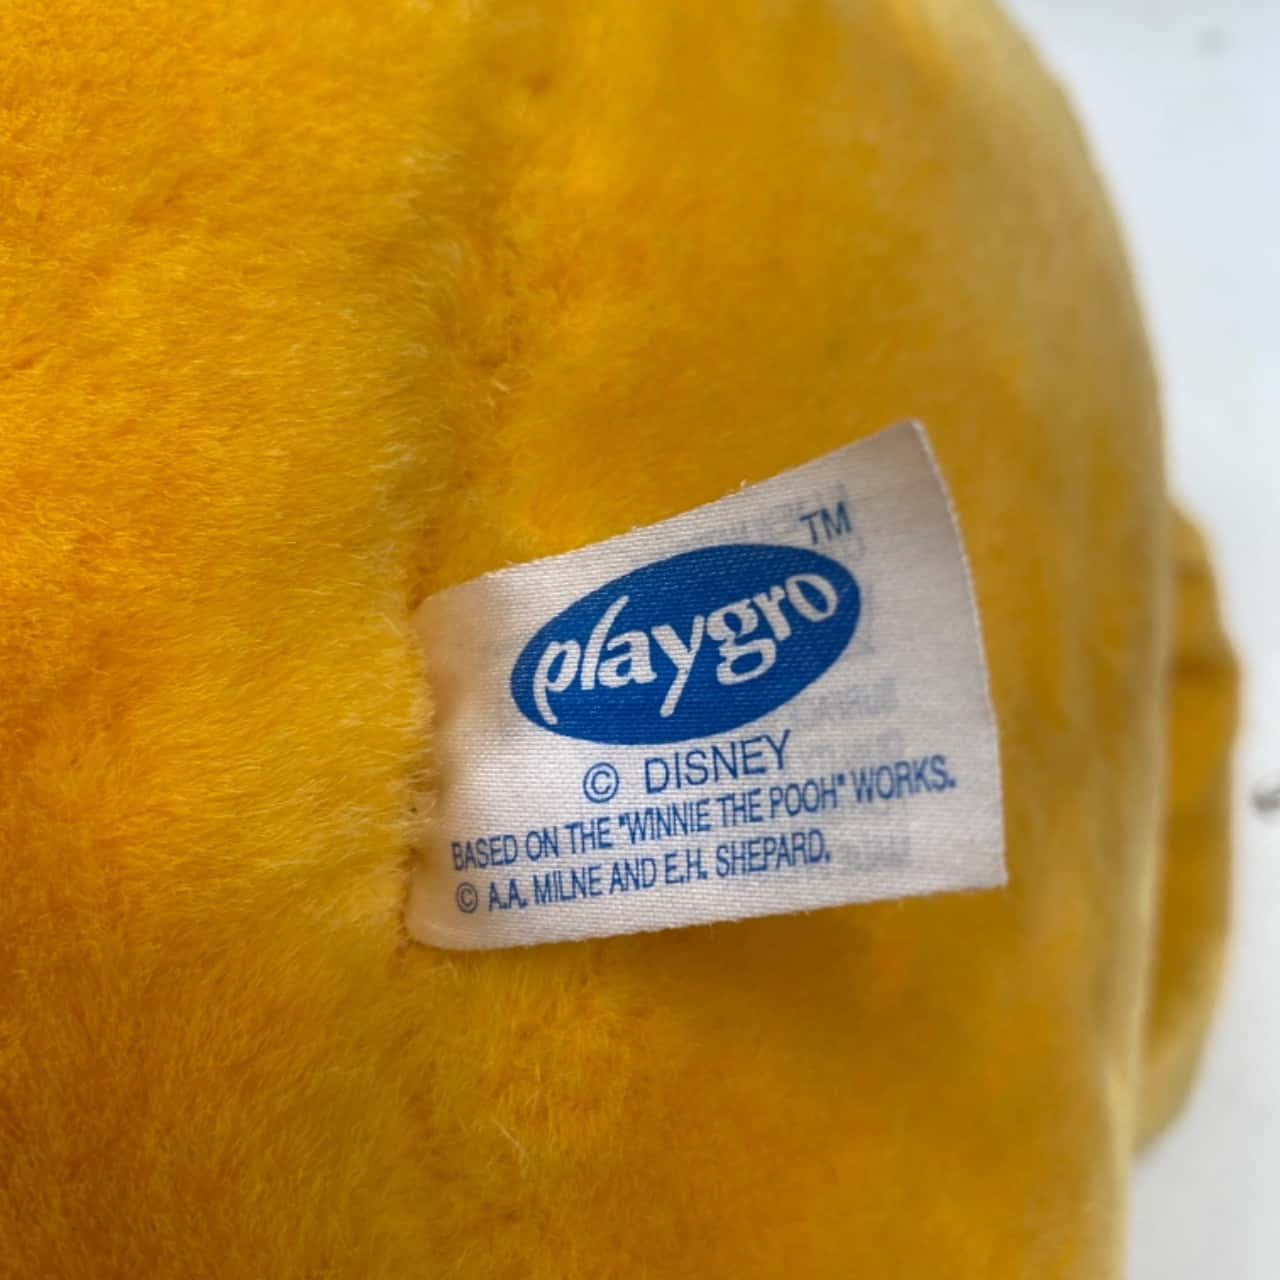 playgro TM
© DISNEY
BASED ON THE "WINNIE THE POOH" WORKS.
© A.A. MILNE AND E.H. SHEPARD.